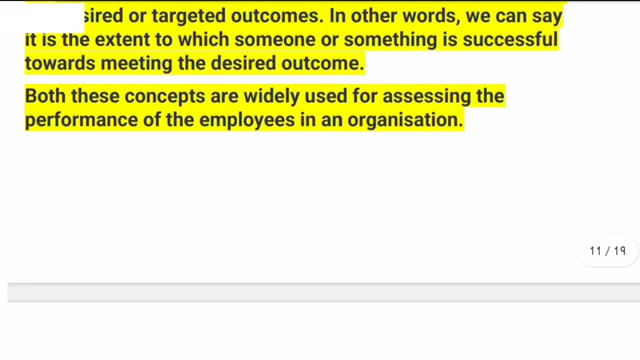 sired or targeted outcomes. In other words, we can say
it is the extent to which someone or something is successful
towards meeting the desired outcome.
Both these concepts are widely used for assessing the
performance of the employees in an organisation.
11 / 19